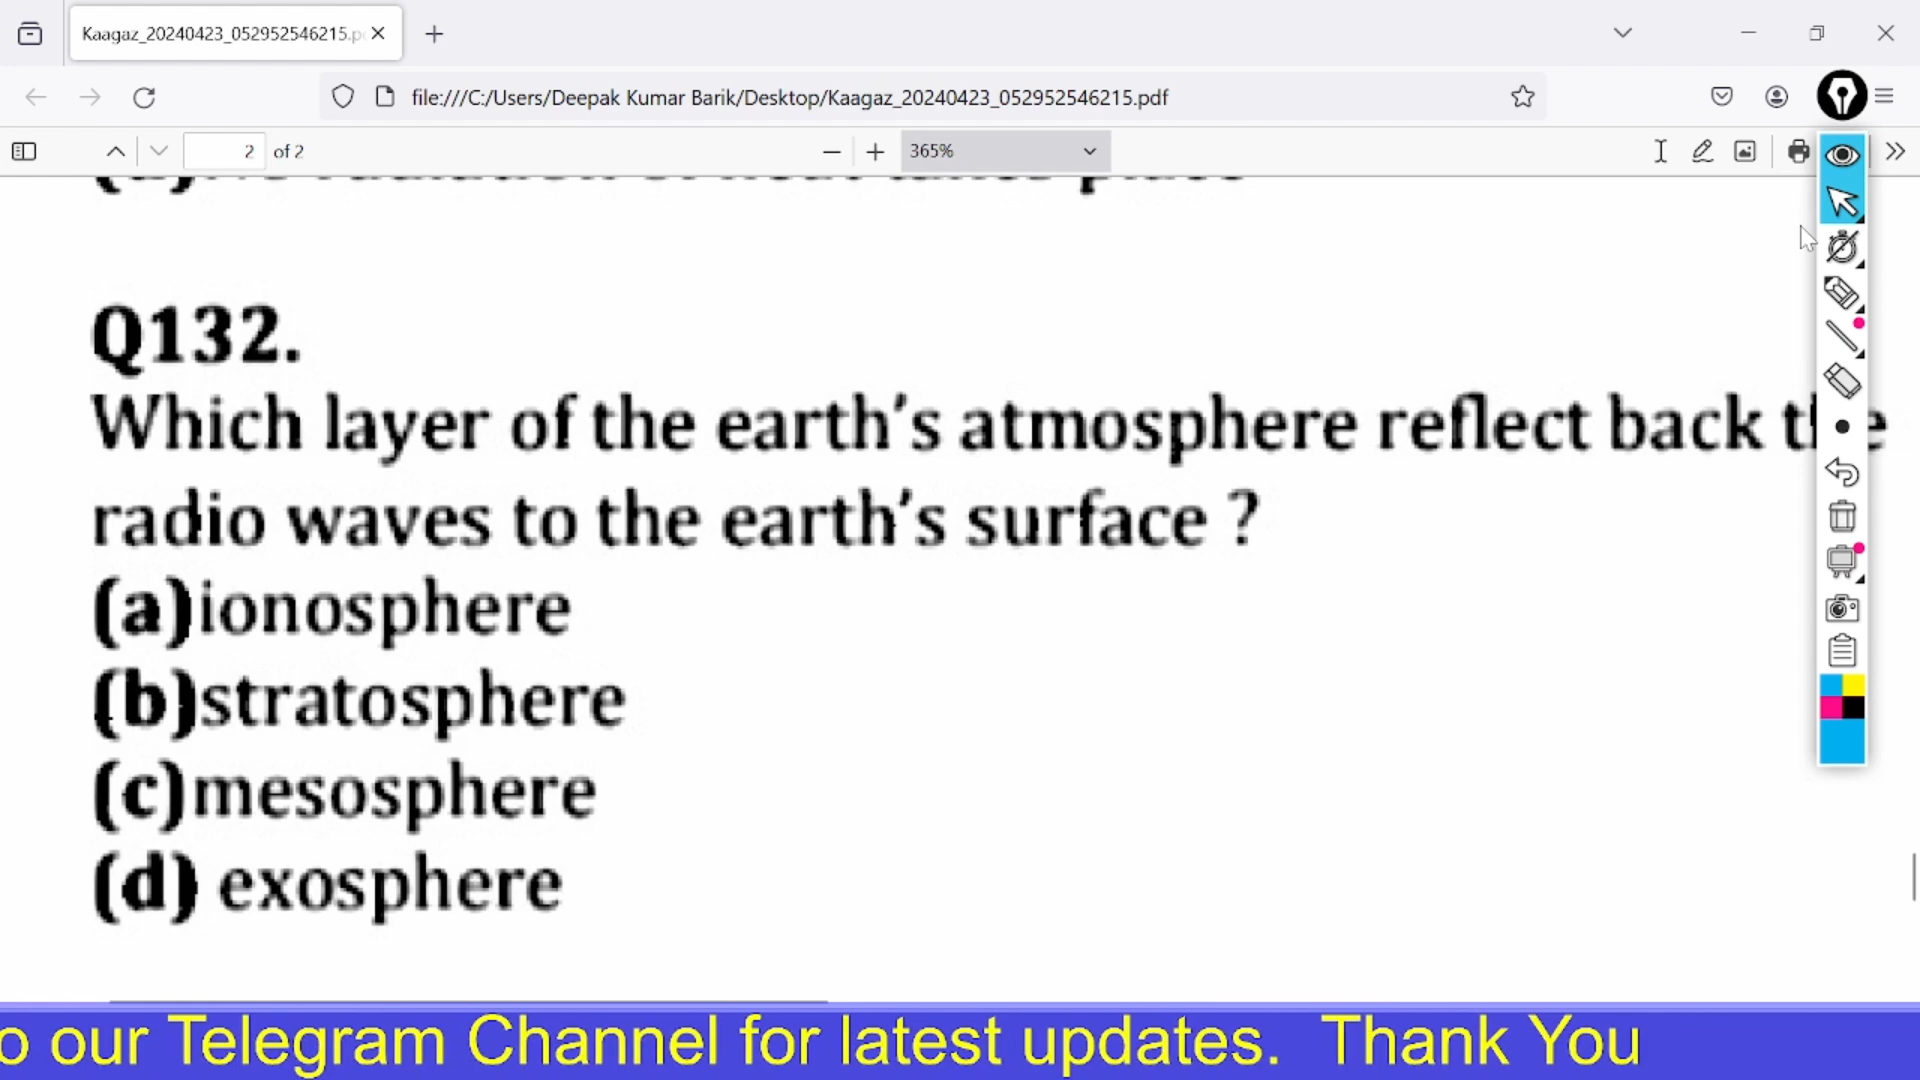 Kaagaz_20240423_052952546215.p
file:///C:/Users/Deepak Kumar Barik/Desktop/Kaagaz_20240423_052952546215.pdf
2 of 2
365%
Q132.
Which layer of the earth's atmosphere reflect back the
radio waves to the earth's surface ?
(a)ionosphere
(b)stratosphere
(c)mesosphere
(d) exosphere
o our Telegram Channel for latest updates. Thank You